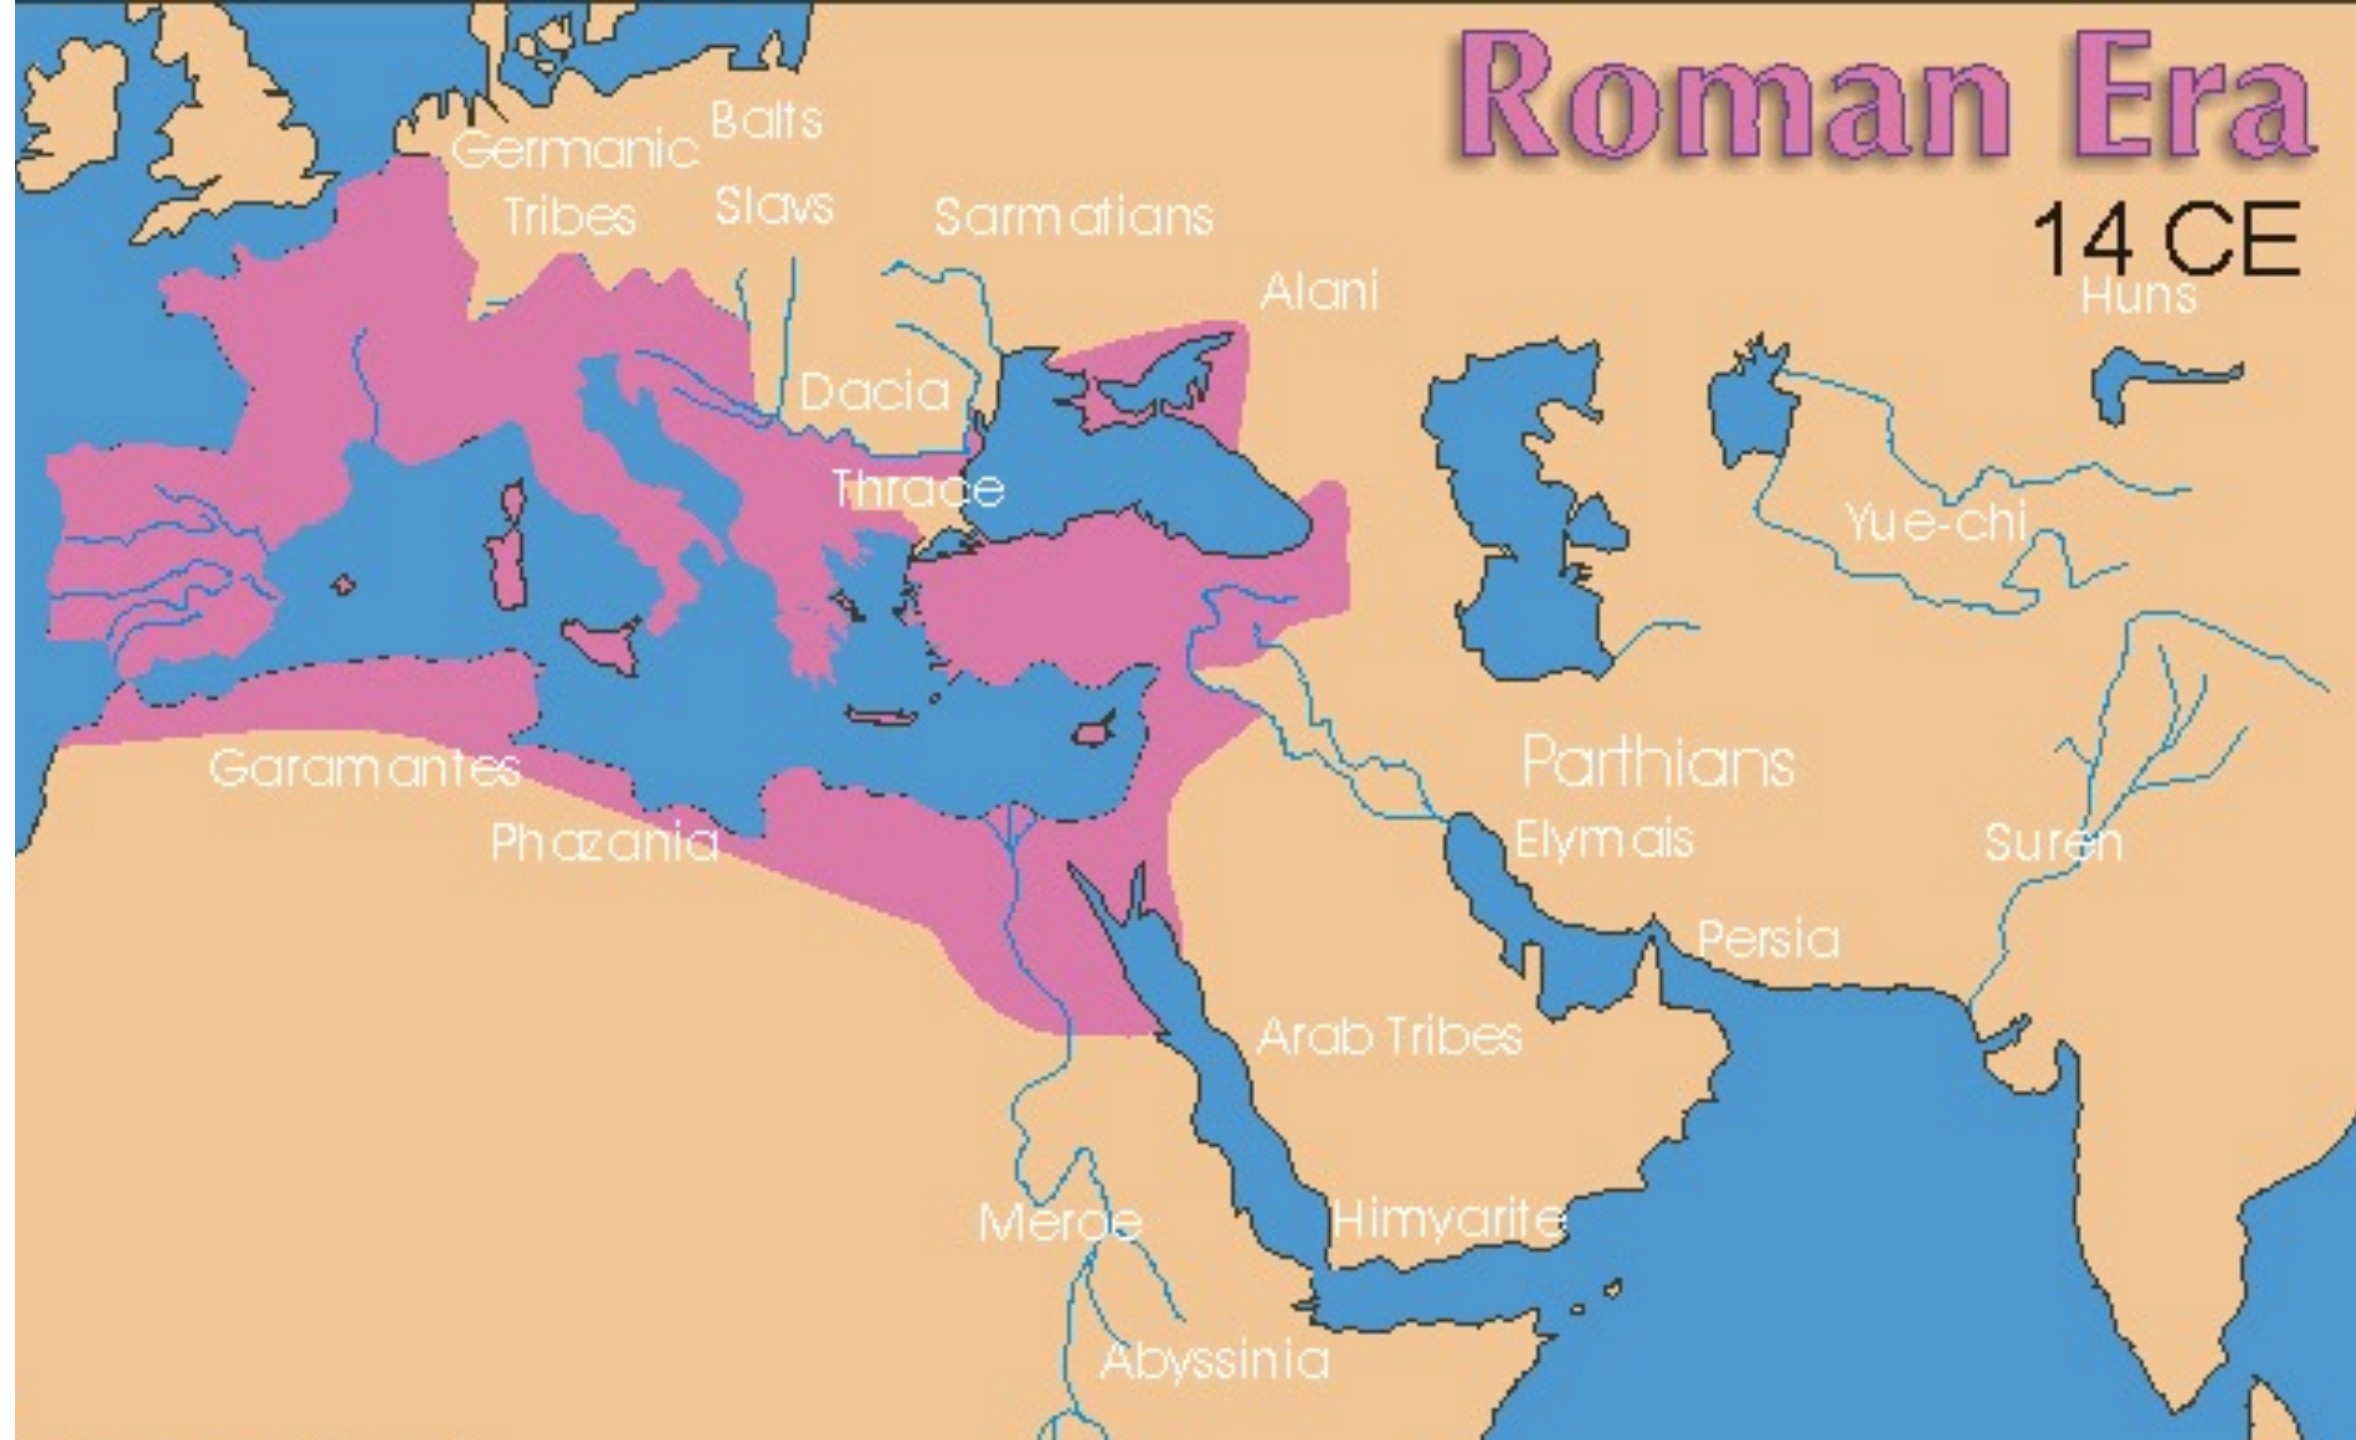 Roman Era
14 CE
Balts
Germanic
Tribes
Slavs
Sarmatians
Alani
Huns
Dacia
Thrace
Yue-chi
Garamantes
Phazania
Parthians
Elymais
Suren
Persia
Arab Tribes
Meroe
Himyarite
Abyssinia